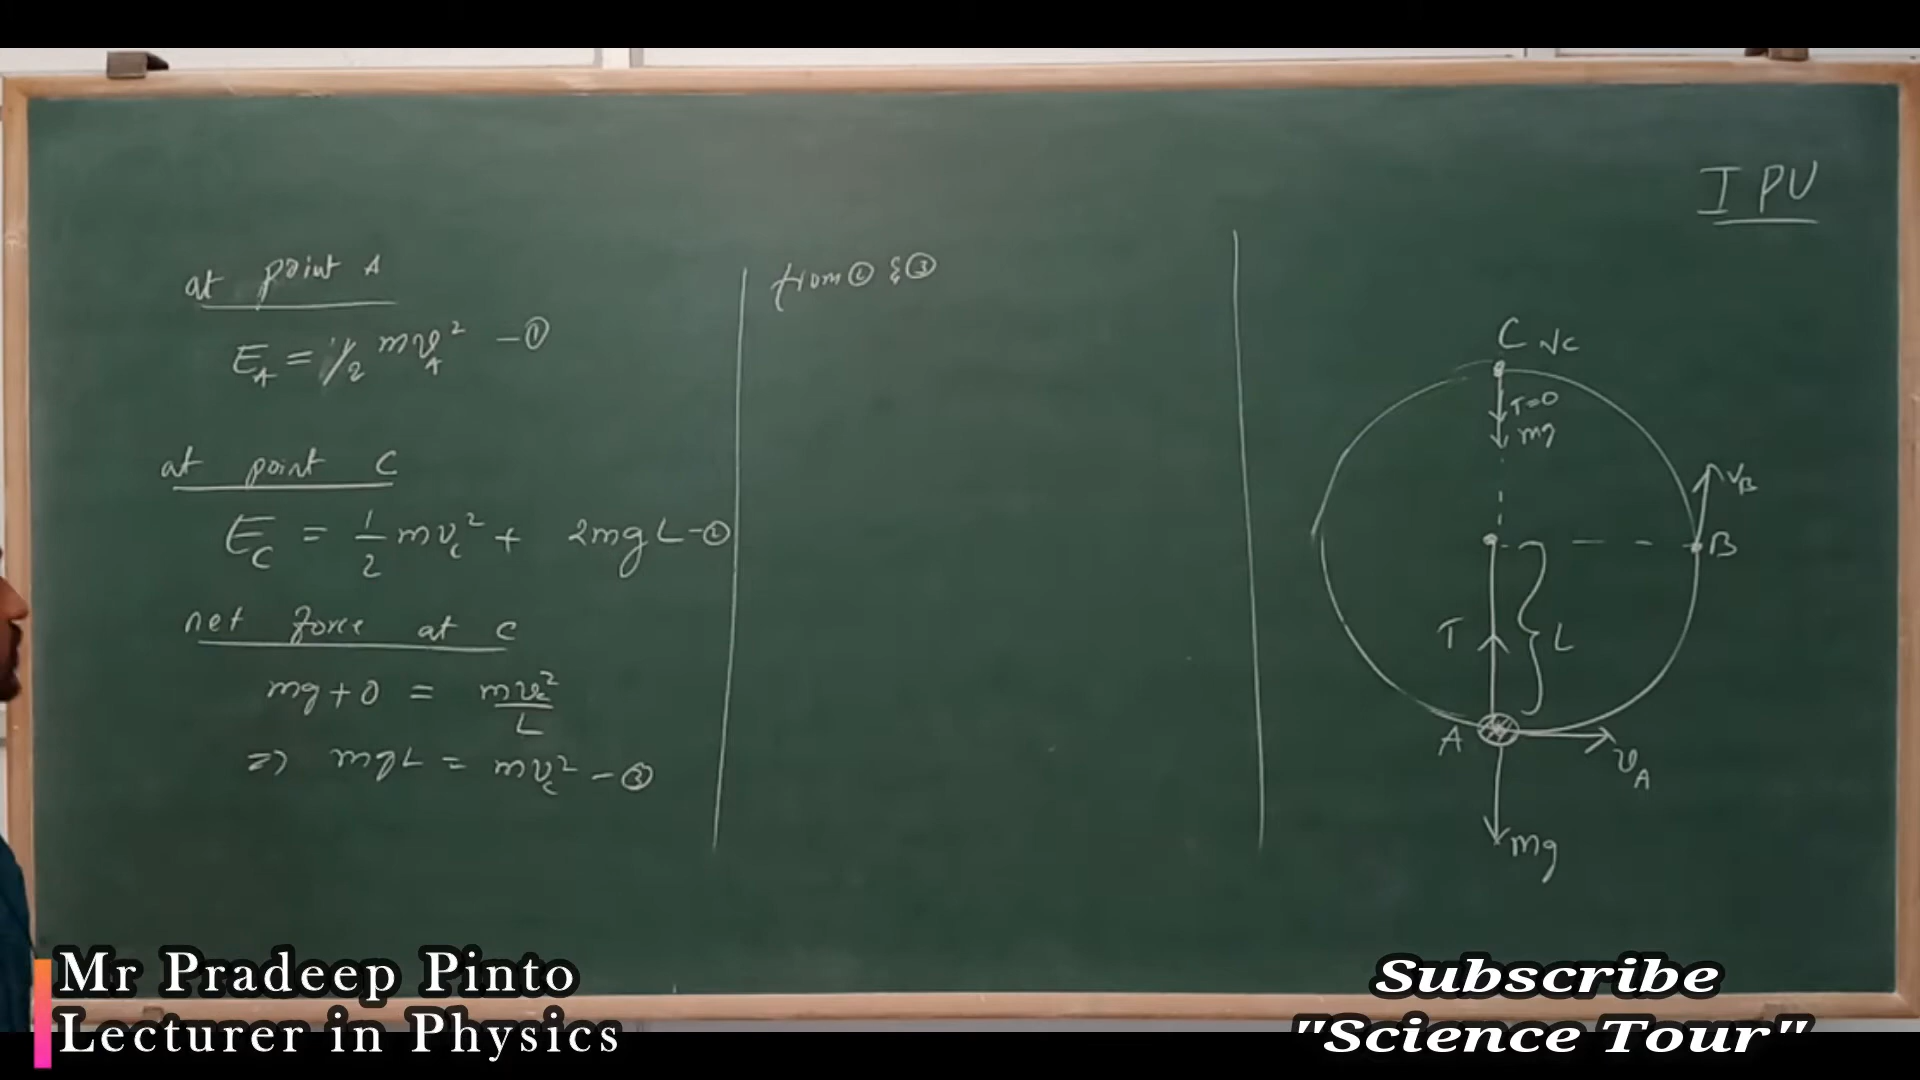 I PU
at point A
E_A = 1/2 mv_A² - ①
at point C
E_C = 1/2 mv_c² + 2mgL - ②
net force at C
mg + 0 = mv_c²/L
⇒ mgL = mv_c² - ③
from ② & ③
C √c
T=0
mg
v_B
B
T
L
A
v_A
mg
Mr Pradeep Pinto
Lecturer in Physics
Subscribe
"Science Tour"